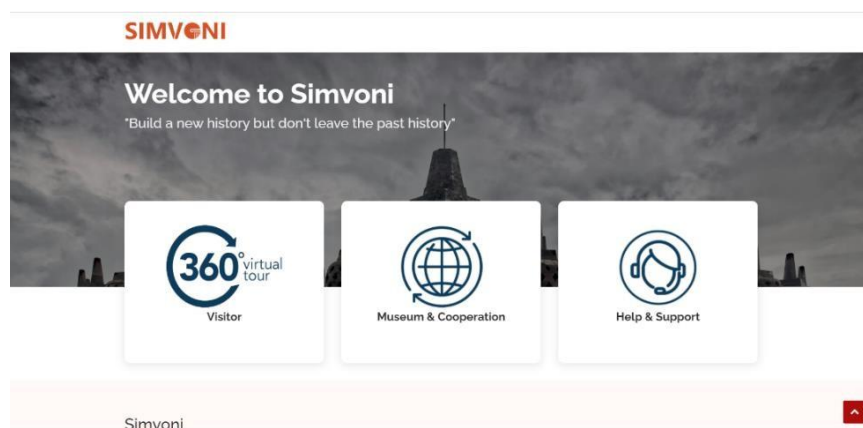 SIMVONI
Welcome to Simvoni
"Build a new history but don't leave the past history"
360° virtual
tour
Visitor
Museum & Cooperation
Help & Support
Simvoni